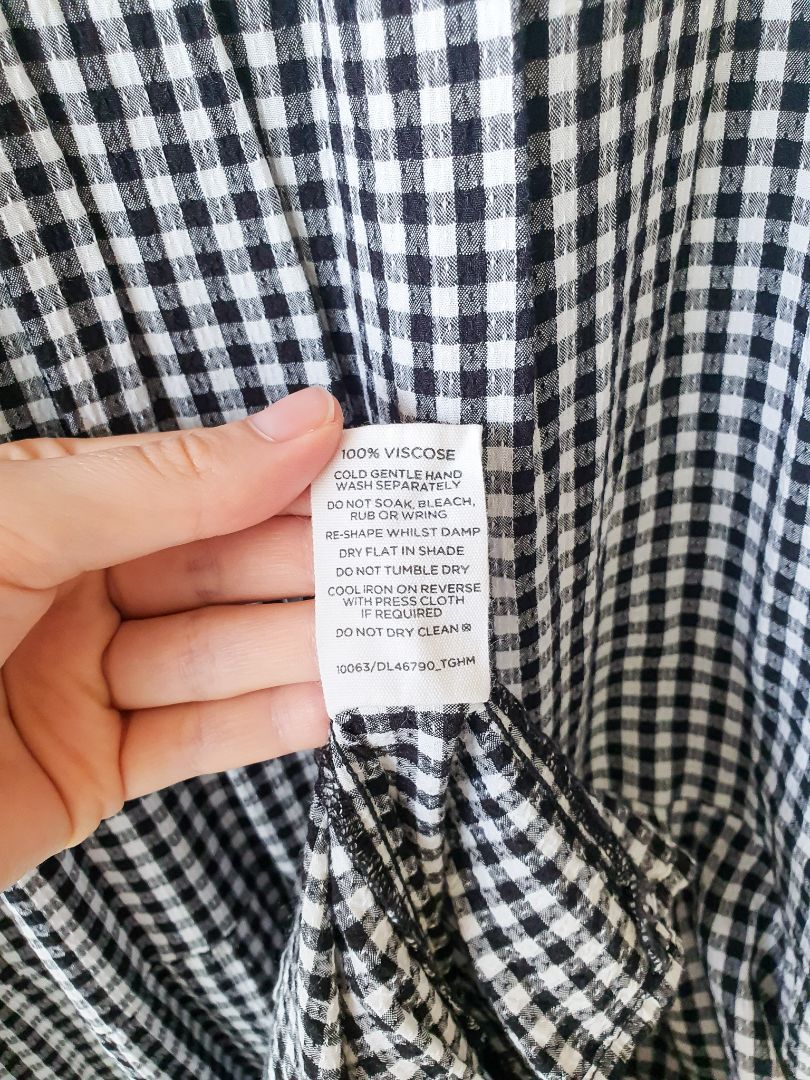 100% VISCOSE
COLD GENTLE HAND
WASH SEPARATELY
DO NOT SOAK, BLEACH,
RUB OR WRING
RE-SHAPE WHILST DAMP
DRY FLAT IN SHADE
DO NOT TUMBLE DRY
COOL IRON ON REVERSE
WITH PRESS CLOTH
IF REQUIRED
DO NOT DRY CLEAN
10063/DL46790_TGHM